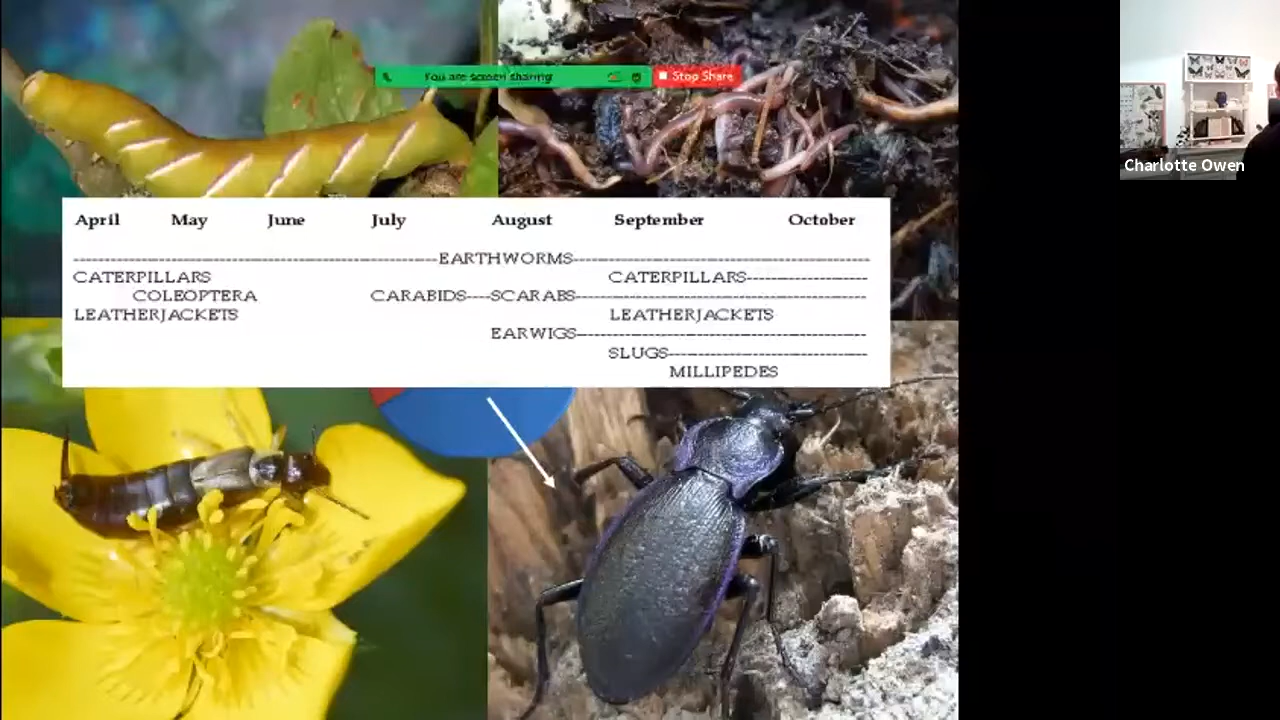 You are screen sharing
Stop Share
Charlotte Owen
April May June July August September October
EARTHWORMS
CATERPILLARS CATERPILLARS
COLEOPTERA CARABIDS SCARABS
LEATHERJACKETS LEATHERJACKETS
EARWIGS
SLUGS
MILLIPEDES